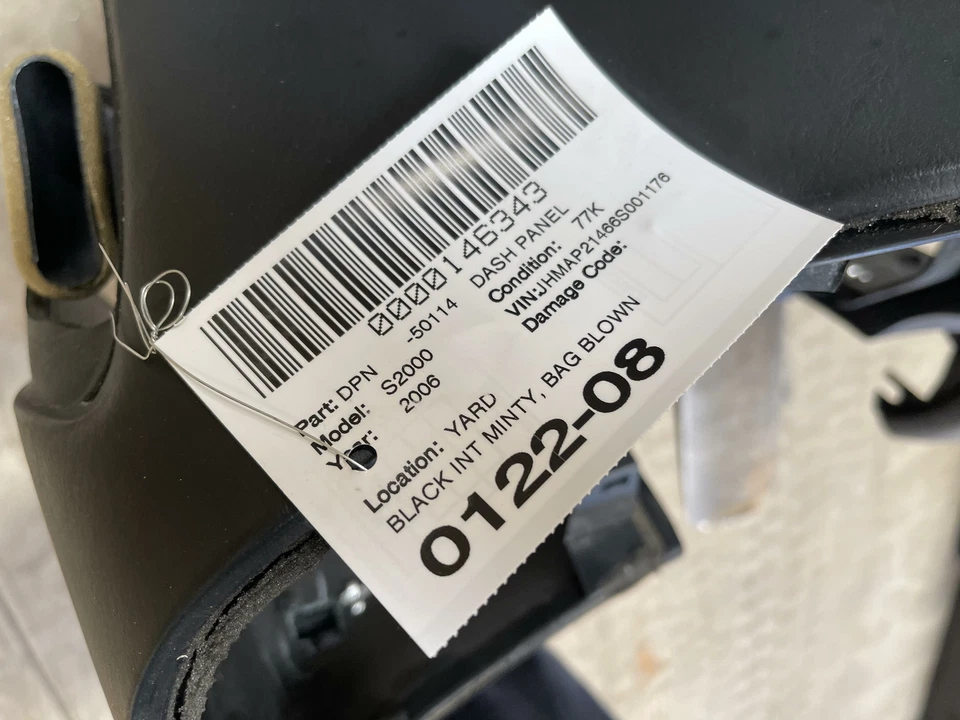 0000146343
Part: DPN -50114 DASH PANEL
Model: S2000 Condition: 77K
Year: 2006 VIN:JHMAP21466S001176
Damage Code:
Location: YARD
BLACK INT MINTY, BAG BLOWN
0122-08